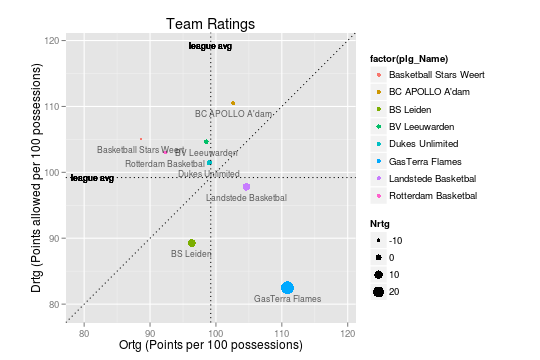 Team Ratings
120
110
100
90
80
Drtg (Points allowed per 100 possessions)
league avg
BC APOLLO A'dam
Basketball Stars Weert
BV Leeuwarden
Rotterdam Basketbal
Dukes Unlimited
league avg
Landstede Basketbal
BS Leiden
GasTerra Flames
80
90
100
110
120
Ortg (Points per 100 possessions)
factor(plg_Name)
Basketball Stars Weert
BC APOLLO A'dam
BS Leiden
BV Leeuwarden
Dukes Unlimited
GasTerra Flames
Landstede Basketbal
Rotterdam Basketbal
Nrtg
-10
0
10
20